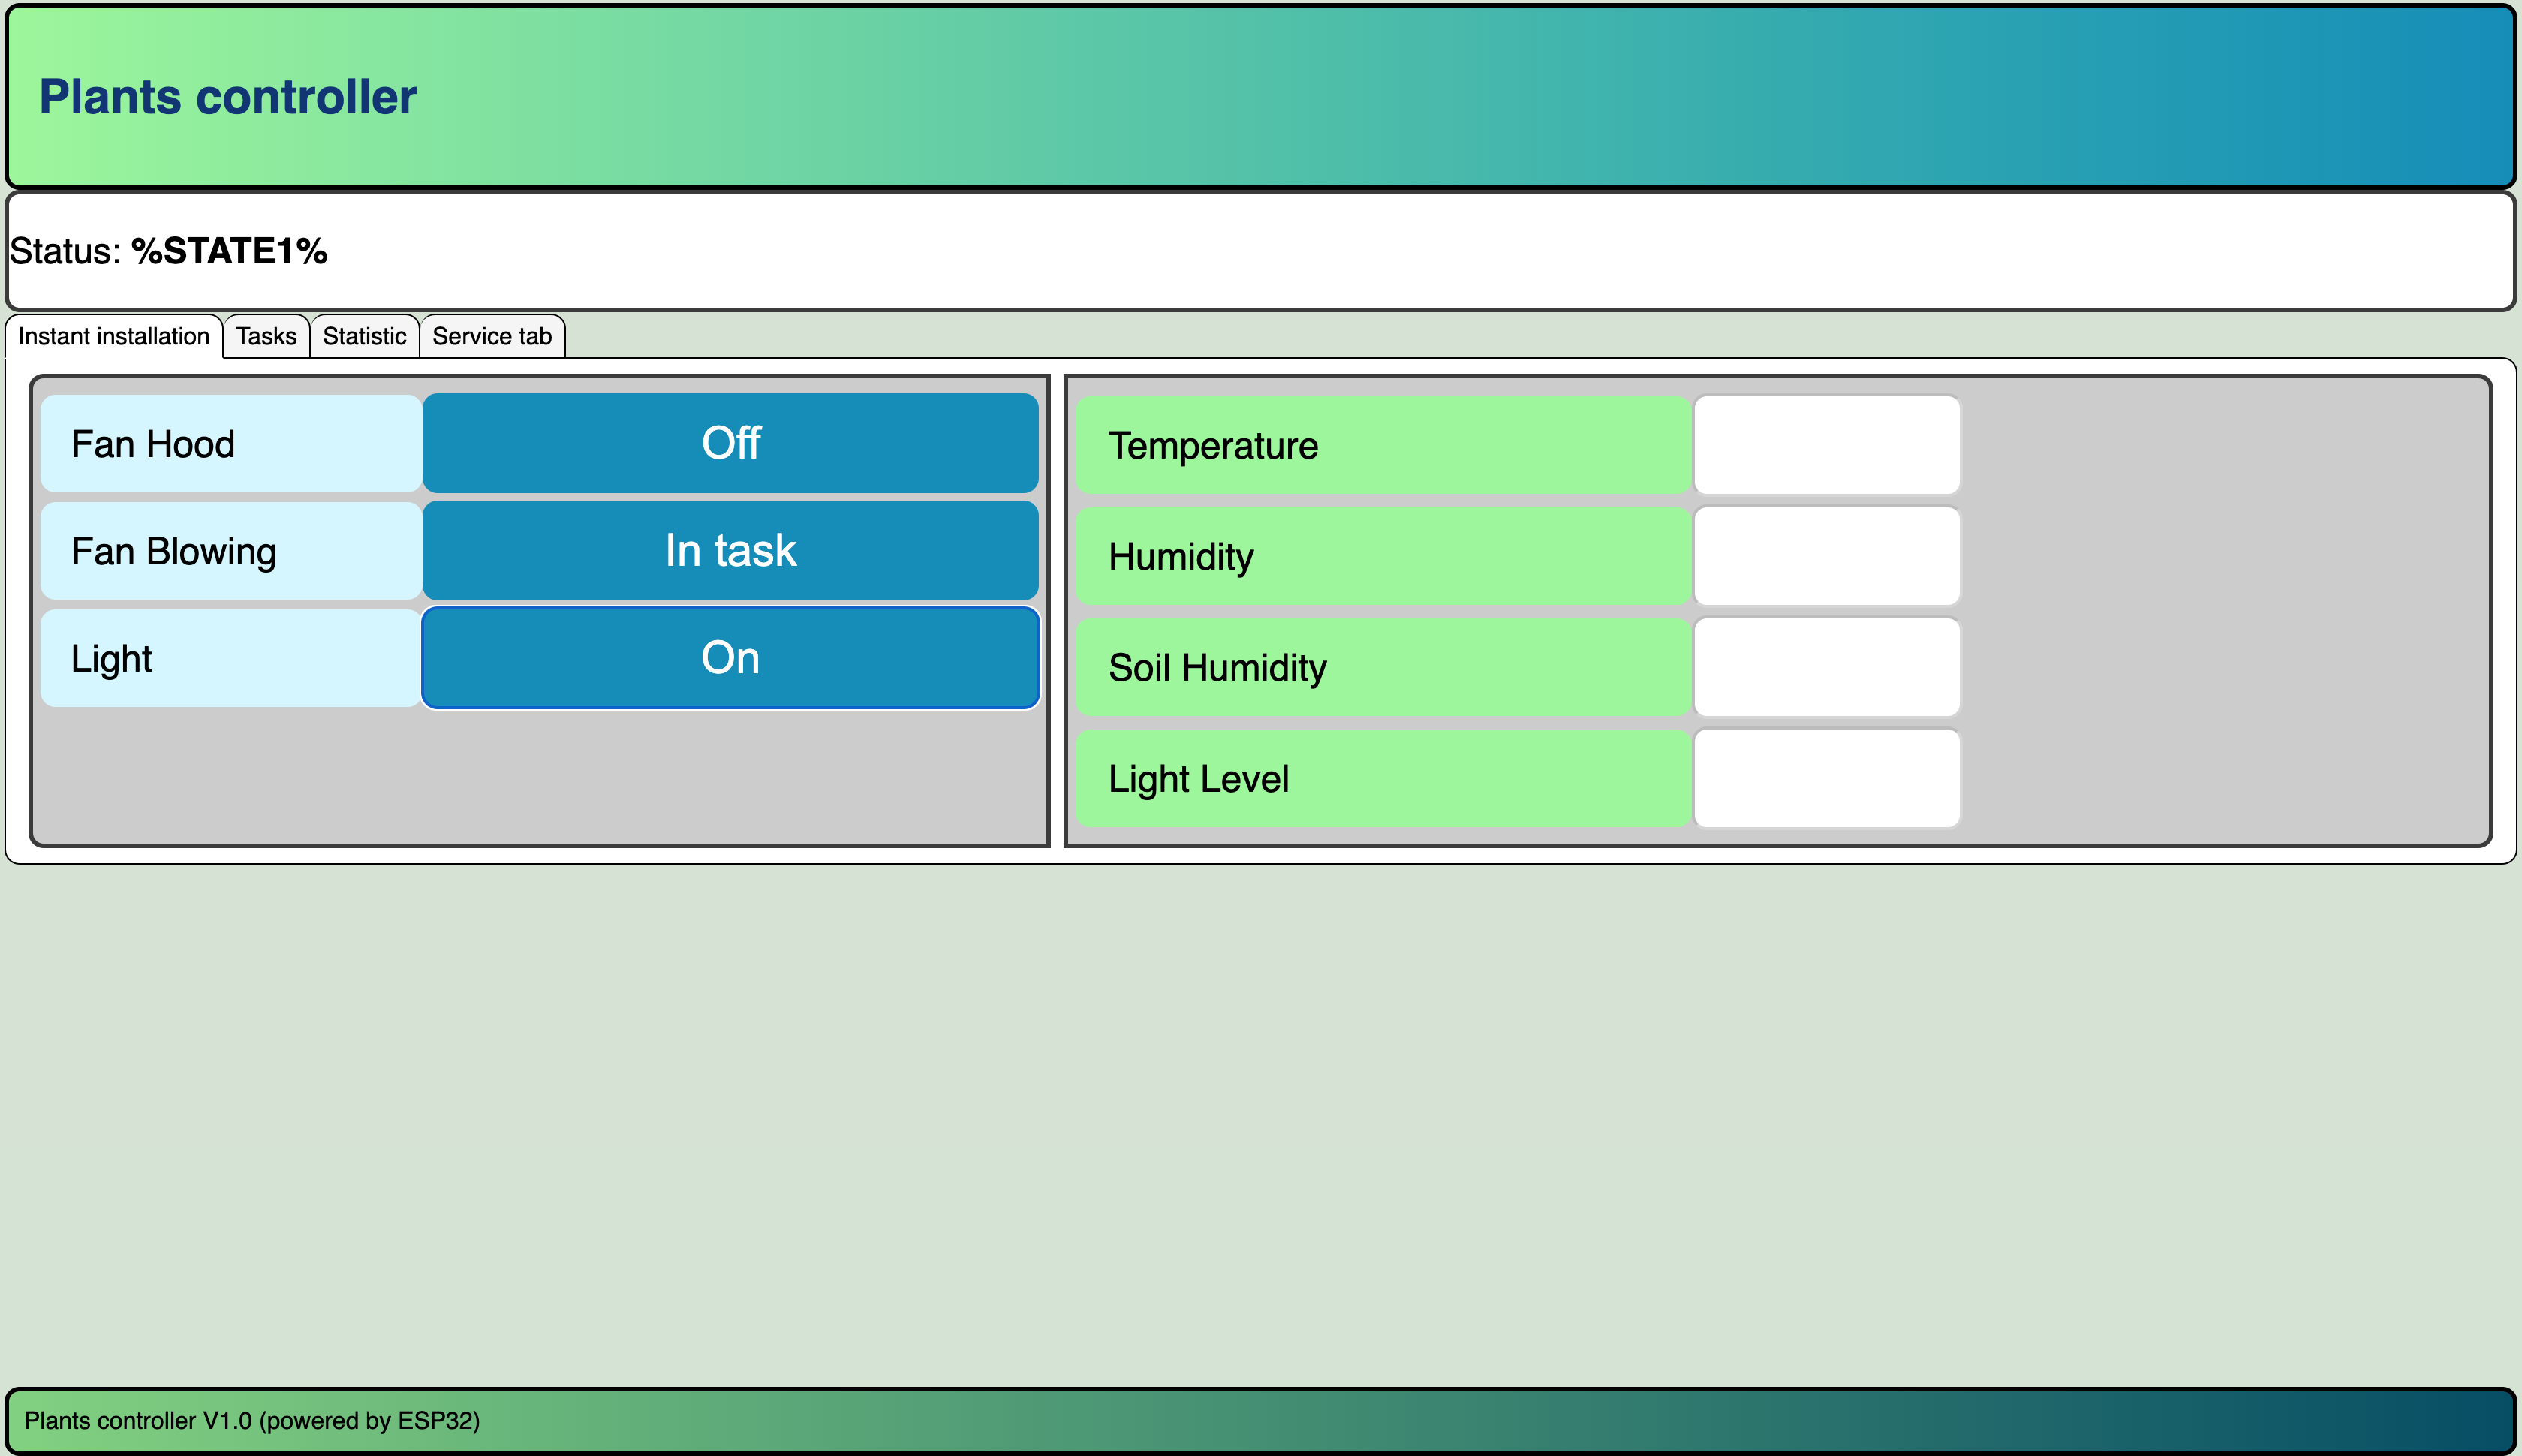 Plants controller
Status: %STATE1%
Instant installation Tasks Statistic Service tab
Fan Hood Off
Fan Blowing In task
Light On
Temperature
Humidity
Soil Humidity
Light Level
Plants controller V1.0 (powered by ESP32)